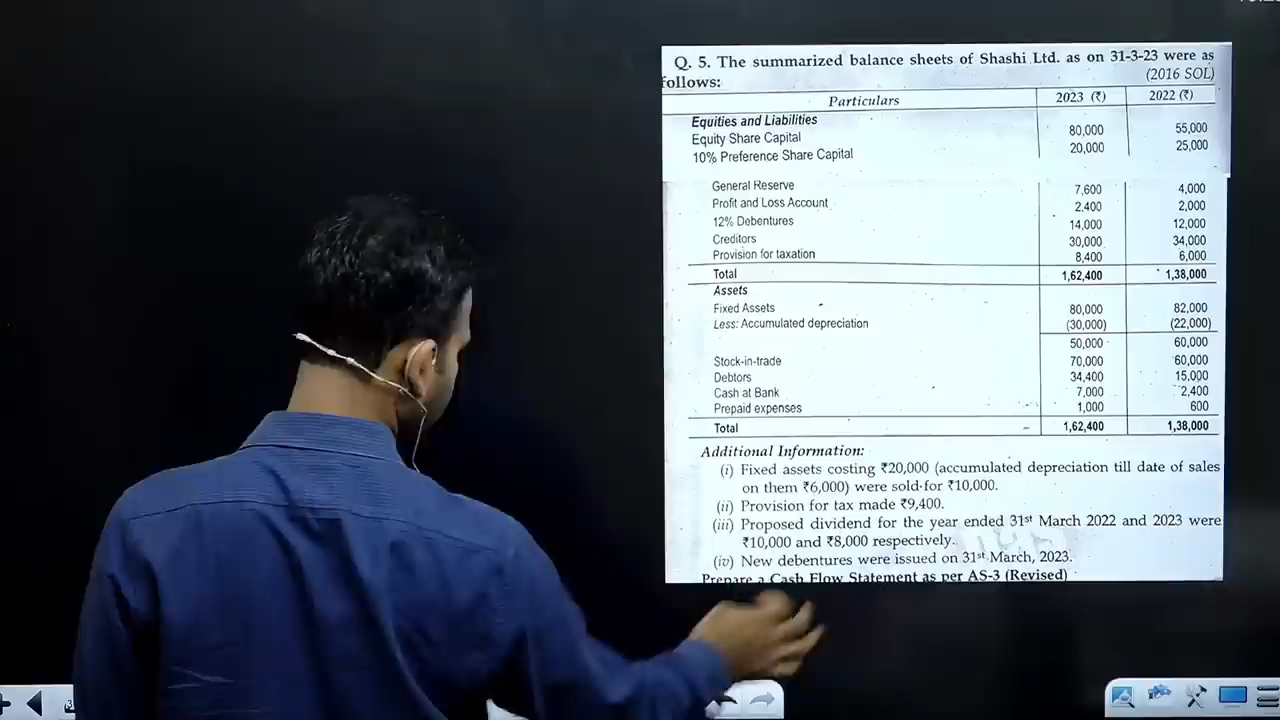 Q. 5. The summarized balance sheets of Shashi Ltd. as on 31-3-23 were as
follows: (2016 SOL)
Particulars 2023 (₹) 2022 (₹)
Equities and Liabilities
Equity Share Capital 80,000 55,000
10% Preference Share Capital 20,000 25,000
General Reserve 7,600 4,000
Profit and Loss Account 2,400 2,000
12% Debentures 14,000 12,000
Creditors 30,000 34,000
Provision for taxation 8,400 6,000
Total 1,62,400 1,38,000
Assets
Fixed Assets 80,000 82,000
Less: Accumulated depreciation (30,000) (22,000)
50,000 60,000
Stock-in-trade 70,000 60,000
Debtors 34,400 15,000
Cash at Bank 7,000 2,400
Prepaid expenses 1,000 600
Total 1,62,400 1,38,000
Additional Information:
(i) Fixed assets costing ₹20,000 (accumulated depreciation till date of sales
on them ₹6,000) were sold for ₹10,000.
(ii) Provision for tax made ₹9,400.
(iii) Proposed dividend for the year ended 31st March 2022 and 2023 were
₹10,000 and ₹8,000 respectively.
(iv) New debentures were issued on 31st March, 2023.
Prepare a Cash Flow Statement as per AS-3 (Revised)